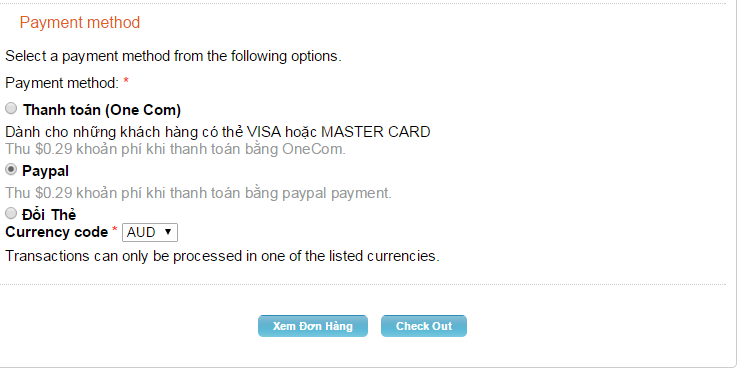 Payment method
Select a payment method from the following options.
Payment method: *
Thanh toán (One Com)
Dành cho những khách hàng có thẻ VISA hoặc MASTER CARD
Thu $0.29 khoản phí khi thanh toán bằng OneCom.
Paypal
Thu $0.29 khoản phí khi thanh toán bằng paypal payment.
Đổi Thẻ
Currency code * AUD
Transactions can only be processed in one of the listed currencies.
Xem Đơn Hàng Check Out